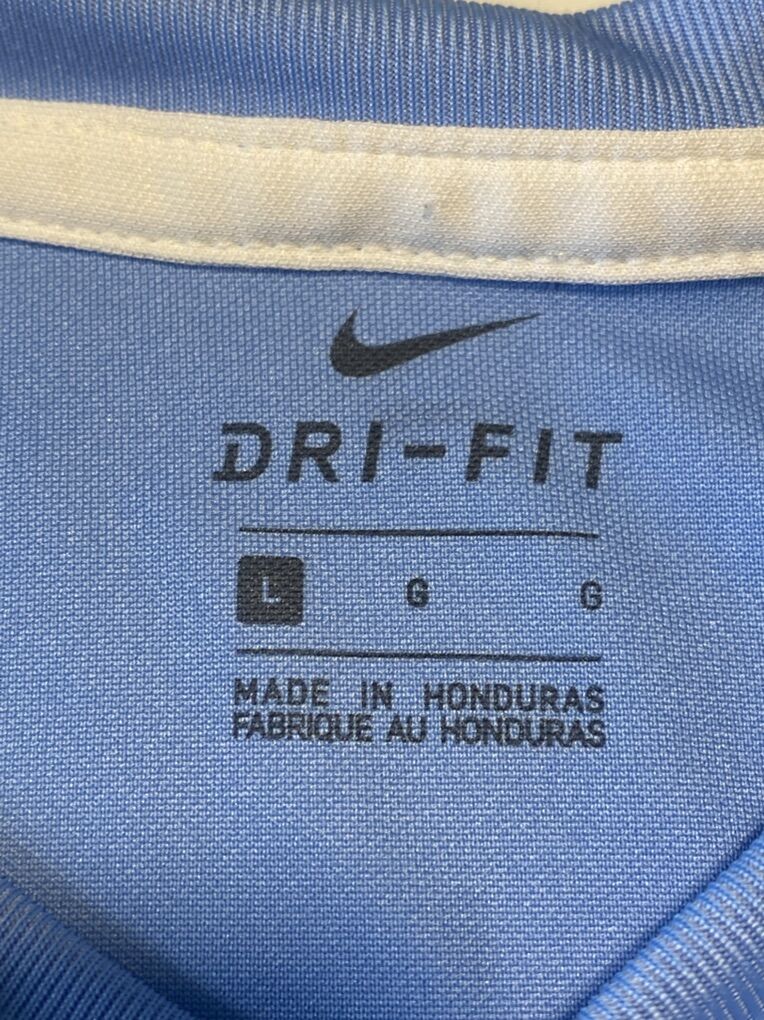 DRI-FIT
L G G
MADE IN HONDURAS
FABRIQUE AU HONDURAS